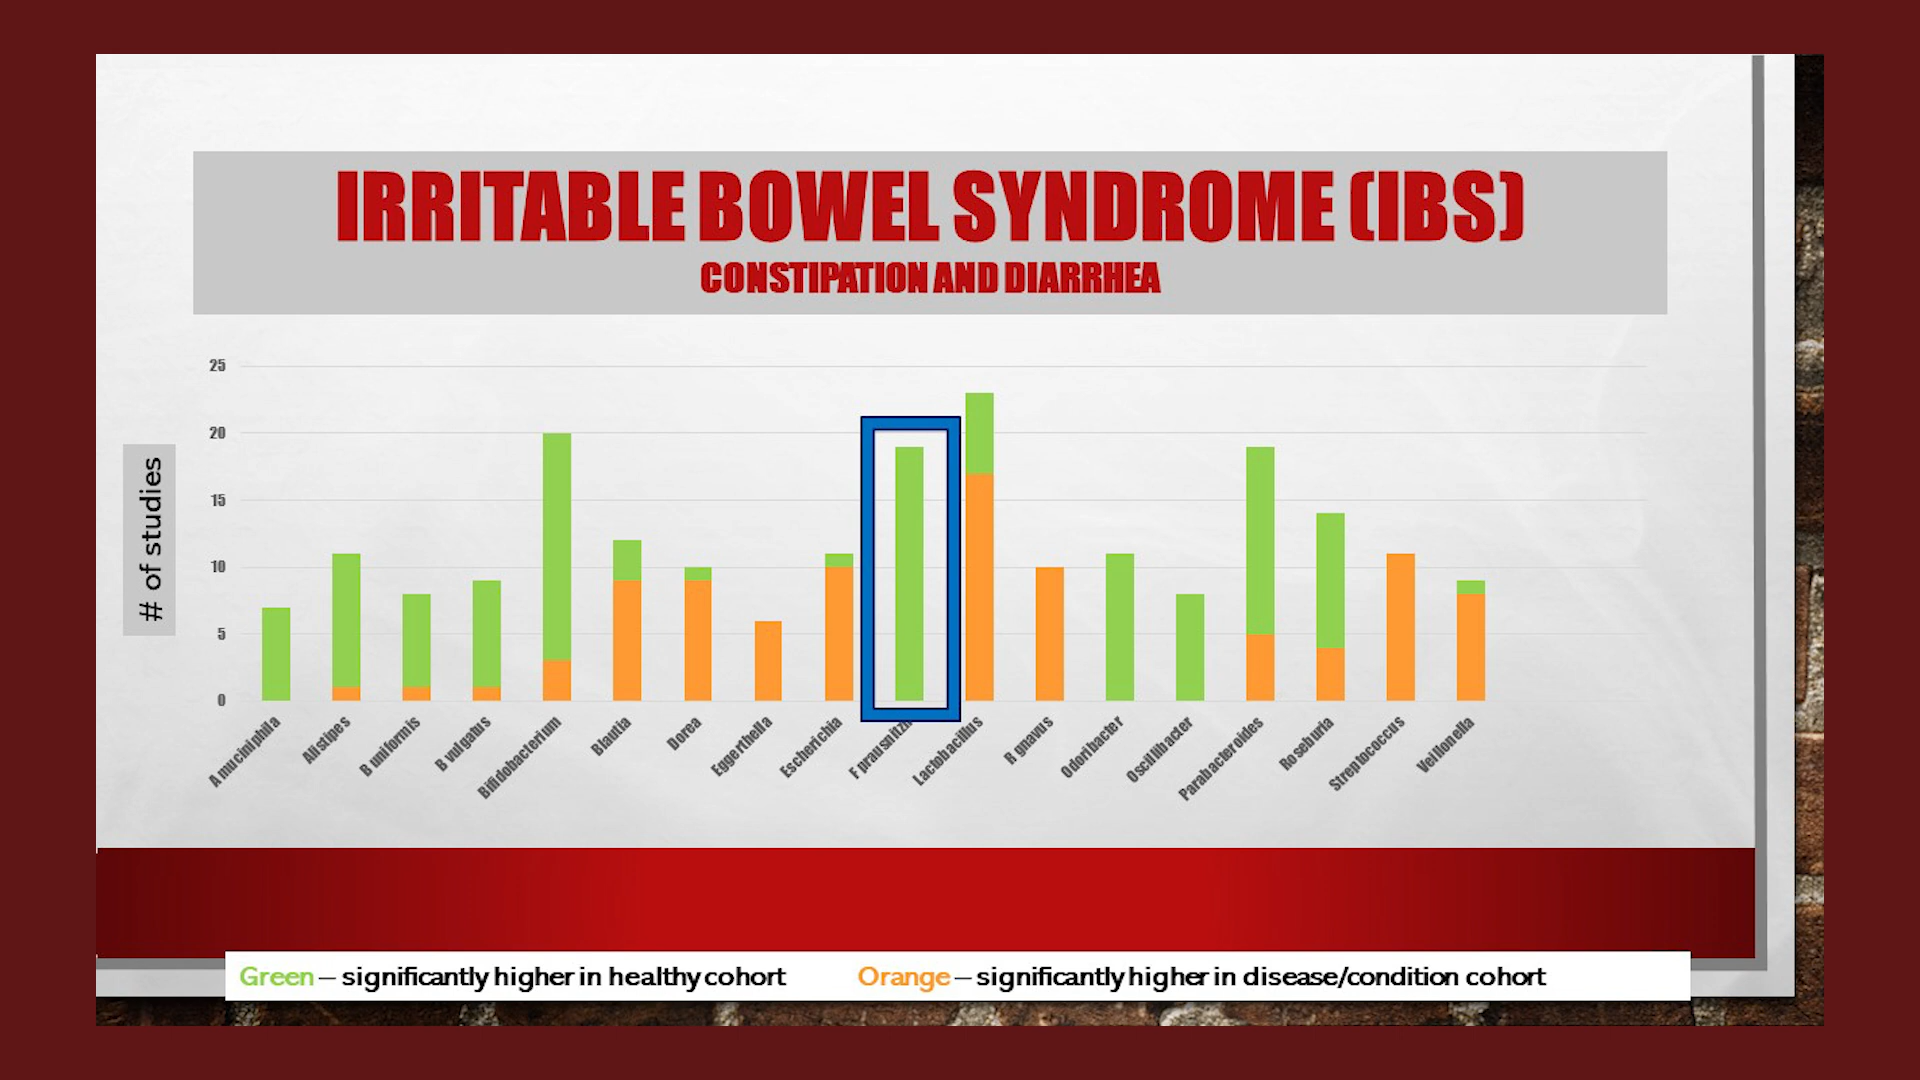 IRRITABLE BOWEL SYNDROME (IBS)
CONSTIPATION AND DIARRHEA
# of studies
25
20
15
10
5
0
A muciniphila
Alistipes
B uniformis
B vulgatus
Bifidobacterium
Blautia
Dorea
Eggerthella
Escherichia
F prausnitzii
Lactobacillus
R gnavus
Odoribacter
Oscillibacter
Parabacteroides
Roseburia
Streptococcus
Veillonella
Green – significantly higher in healthy cohort
Orange – significantly higher in disease/condition cohort